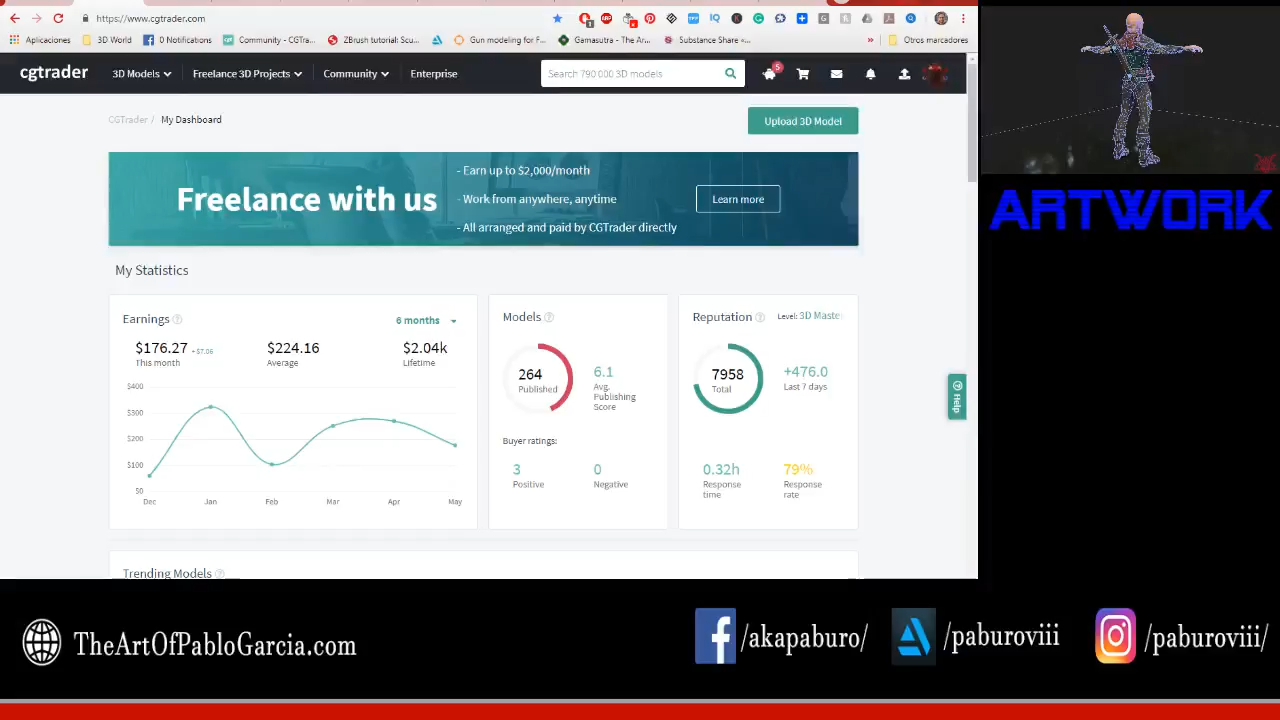 https://www.cgtrader.com
Aplicaciones
3D World
0 Notifications
Community - CGTra...
ZBrush tutorial: Scu...
Gun modeling for F...
Gamasutra - The Ar...
Substance Share «...
»
Otros marcadores
cgtrader
3D Models
Freelance 3D Projects
Community
Enterprise
Search 790 000 3D models
5
CGTrader / My Dashboard
Upload 3D Model
Freelance with us
- Earn up to $2,000/month
- Work from anywhere, anytime
- All arranged and paid by CGTrader directly
Learn more
My Statistics
Earnings
6 months
$176.27 +$7.06
This month
$224.16
Average
$2.04k
Lifetime
$400
$300
$200
$100
$0
Dec Jan Feb Mar Apr May
Models
264
Published
6.1
Avg.
Publishing
Score
Buyer ratings:
3
Positive
0
Negative
Reputation
Level: 3D Maste
7958
Total
+476.0
Last 7 days
0.32h
Response
time
79%
Response
rate
Help
Trending Models
ARTWORK
TheArtOfPabloGarcia.com
/akapaburo/
/paburoviii
/paburoviii/